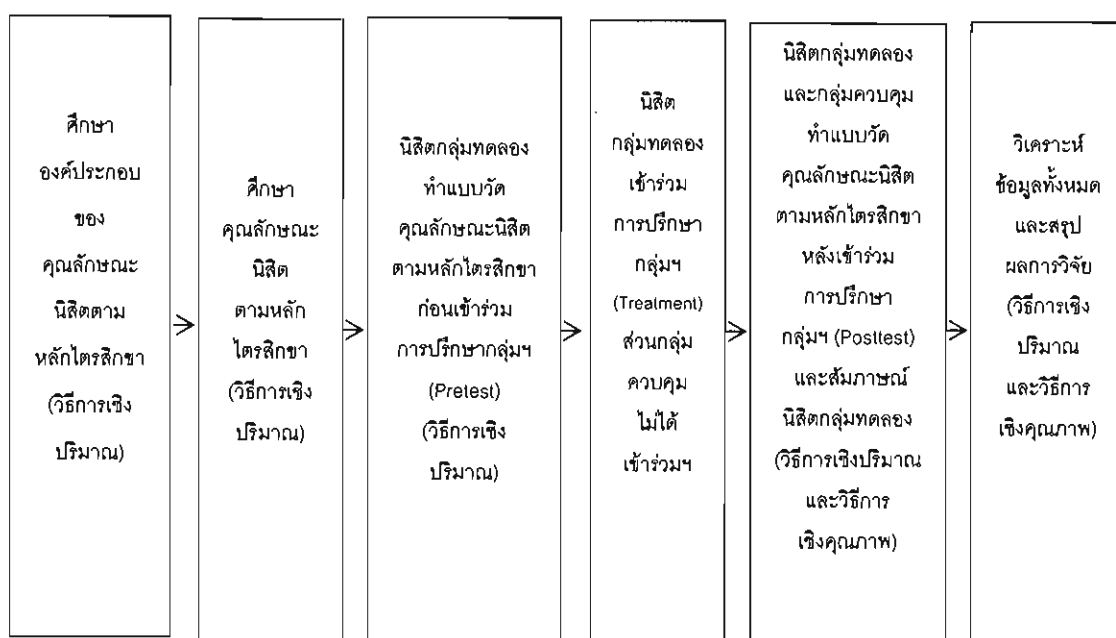 ศึกษา
องค์ประกอบ
ของ
คุณลักษณะ
นิสิตตาม
หลักไตรสิกขา
(วิธีการเชิง
ปริมาณ)
ศึกษา
คุณลักษณะ
นิสิต
ตามหลัก
ไตรสิกขา
(วิธีการเชิง
ปริมาณ)
นิสิตกลุ่มทดลอง
ทำแบบวัด
คุณลักษณะนิสิต
ตามหลักไตรสิกขา
ก่อนเข้าร่วม
การปรึกษากลุ่มฯ
(Pretest)
(วิธีการเชิง
ปริมาณ)
นิสิต
กลุ่มทดลอง
เข้าร่วม
การปรึกษา
กลุ่มฯ
(Treatment)
ส่วนกลุ่ม
ควบคุม
ไม่ได้
เข้าร่วมฯ
นิสิตกลุ่มทดลอง
และกลุ่มควบคุม
ทำแบบวัด
คุณลักษณะนิสิต
ตามหลักไตรสิกขา
หลังเข้าร่วม
การปรึกษา
กลุ่มฯ (Posttest)
และสัมภาษณ์
นิสิตกลุ่มทดลอง
(วิธีการเชิงปริมาณ
และวิธีการ
เชิงคุณภาพ)
วิเคราะห์
ข้อมูลทั้งหมด
และสรุป
ผลการวิจัย
(วิธีการเชิง
ปริมาณ
และวิธีการ
เชิงคุณภาพ)